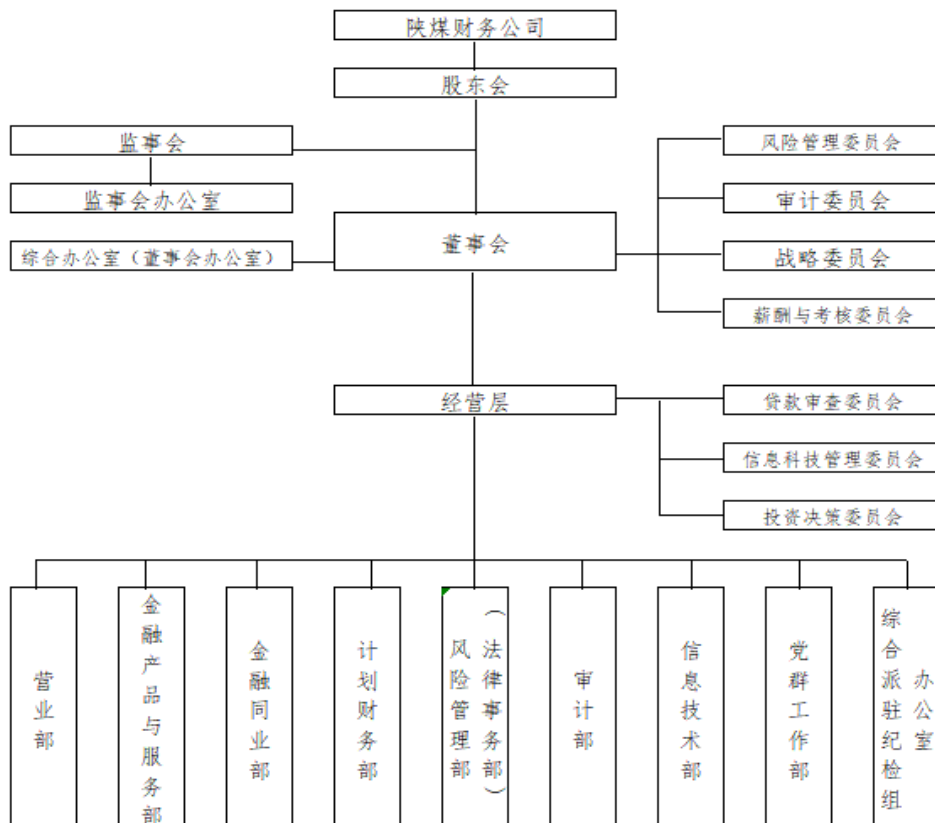 陕煤财务公司
股东会
监事会
监事会办公室
综合办公室（董事会办公室）
董事会
风险管理委员会
审计委员会
战略委员会
薪酬与考核委员会
经营层
贷款审查委员会
信息科技管理委员会
投资决策委员会
营业部
金融产品与服务部
金融同业部
计划财务部
风险管理部
（法律事务部）
审计部
信息技术部
党群工作部
综合派驻纪检组
办公室